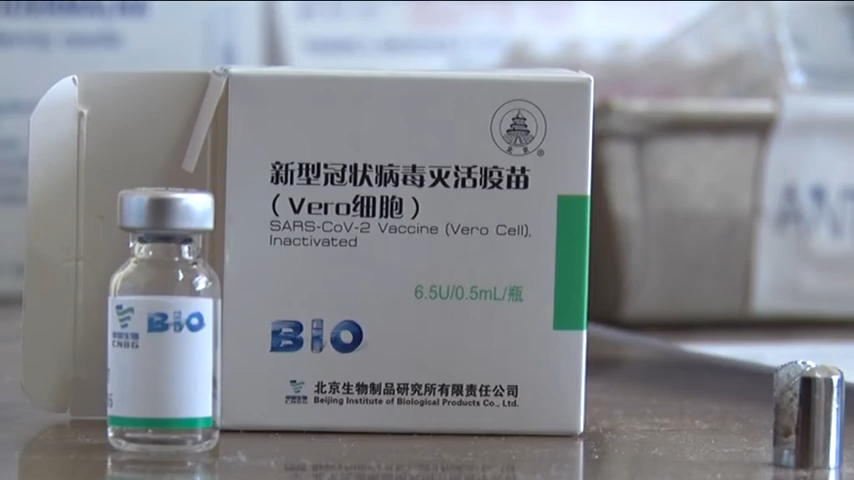 新型冠状病毒灭活疫苗
（Vero细胞）
SARS-CoV-2 Vaccine (Vero Cell),
Inactivated
6.5U/0.5mL/瓶
BIO
CNBG
北京生物制品研究所有限责任公司
Beijing Institute of Biological Products Co., Ltd.
BIO
CNBG
ANT